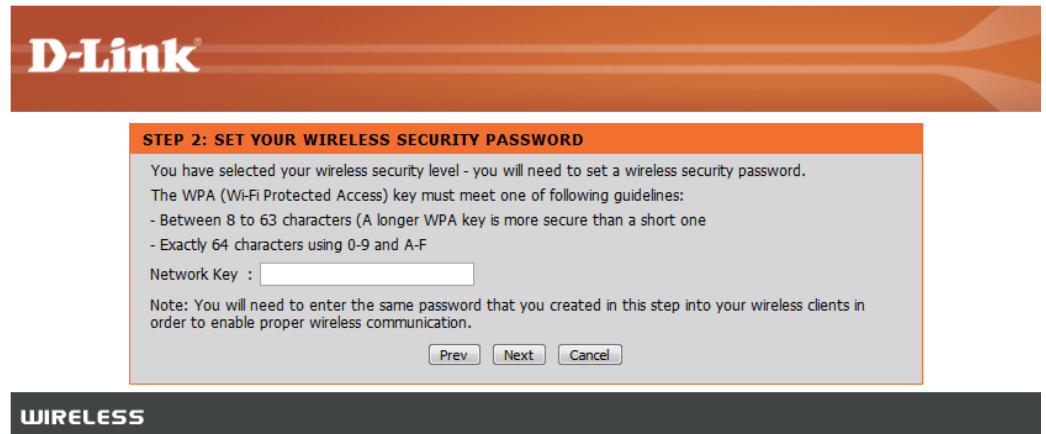 D-Link®
STEP 2: SET YOUR WIRELESS SECURITY PASSWORD
You have selected your wireless security level - you will need to set a wireless security password.
The WPA (Wi-Fi Protected Access) key must meet one of following guidelines:
- Between 8 to 63 characters (A longer WPA key is more secure than a short one
- Exactly 64 characters using 0-9 and A-F
Network Key :
Note: You will need to enter the same password that you created in this step into your wireless clients in
order to enable proper wireless communication.
Prev Next Cancel
WIRELESS